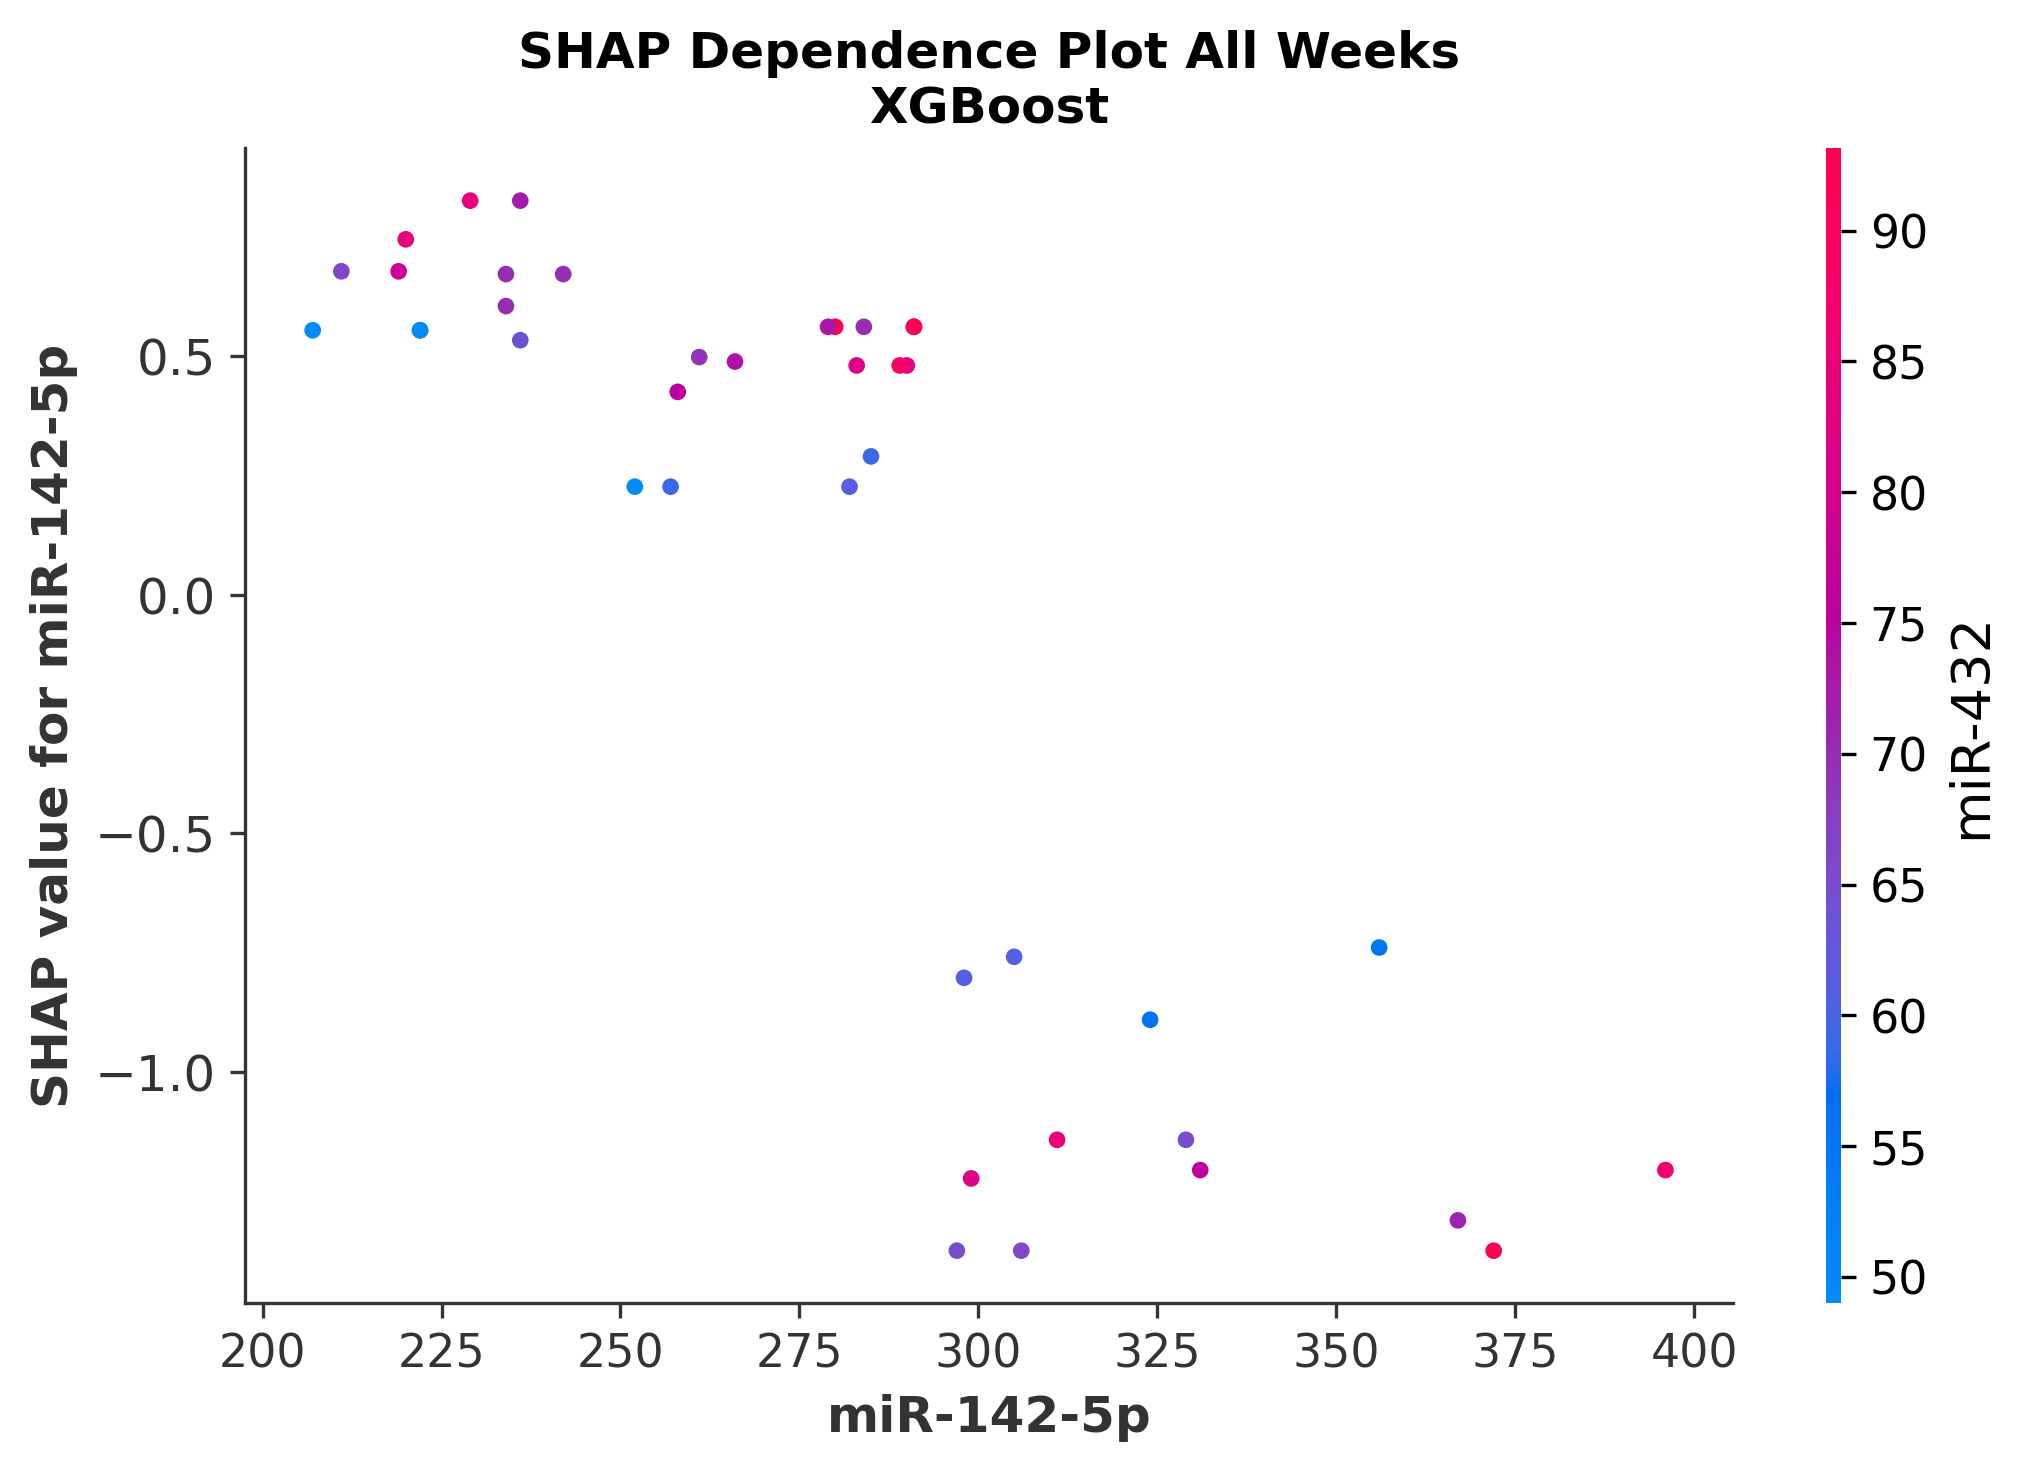 SHAP Dependence Plot All Weeks
XGBoost
SHAP value for miR-142-5p
0.5
0.0
−0.5
−1.0
200 225 250 275 300 325 350 375 400
miR-142-5p
90
85
80
75
70
65
60
55
50
miR-432